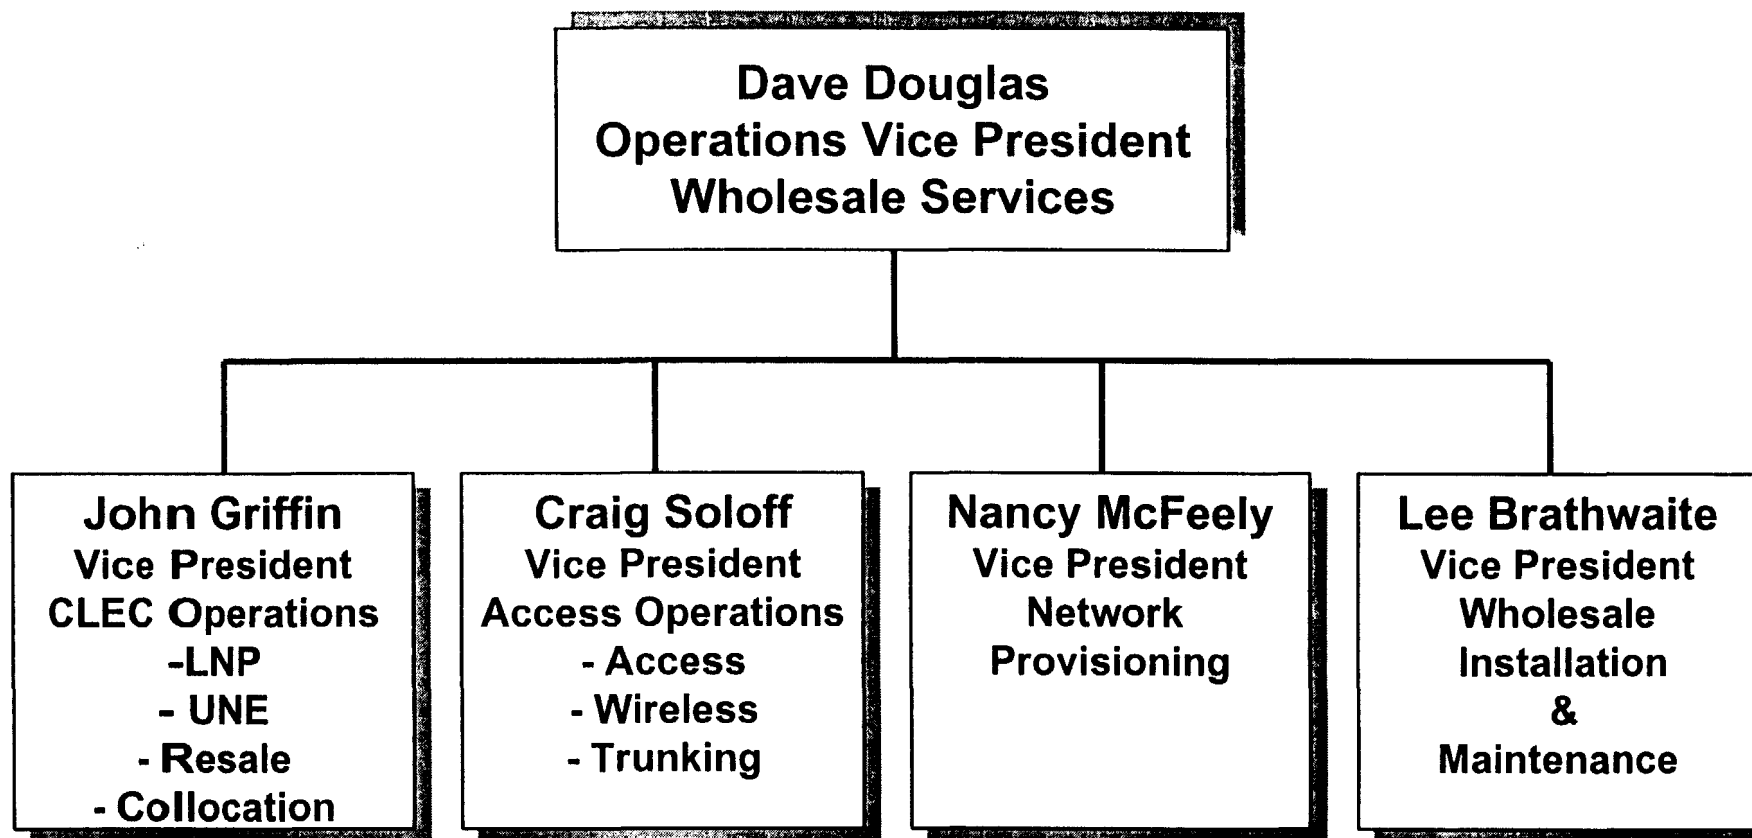 Dave Douglas
Operations Vice President
Wholesale Services
John Griffin
Vice President
CLEC Operations
-LNP
- UNE
- Resale
- Collocation
Craig Soloff
Vice President
Access Operations
- Access
- Wireless
- Trunking
Nancy McFeely
Vice President
Network
Provisioning
Lee Brathwaite
Vice President
Wholesale
Installation
&
Maintenance